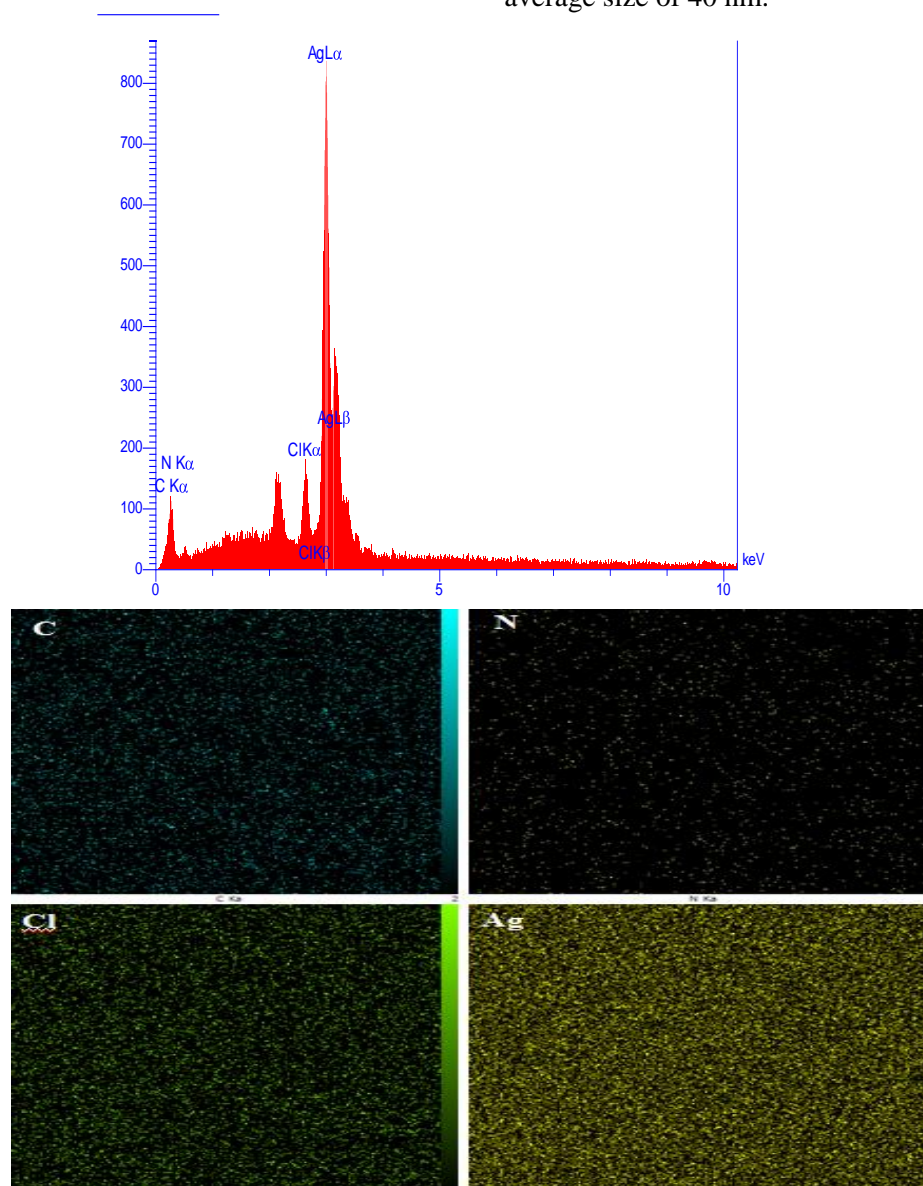 average size of 40 nm.
AgLα
800
700
600
500
400
AgLβ
300
ClKα
200
N Kα
C Kα
100
ClKβ
0
keV
0 5 10
C N
C Ka 2 N Ka
Cl Ag